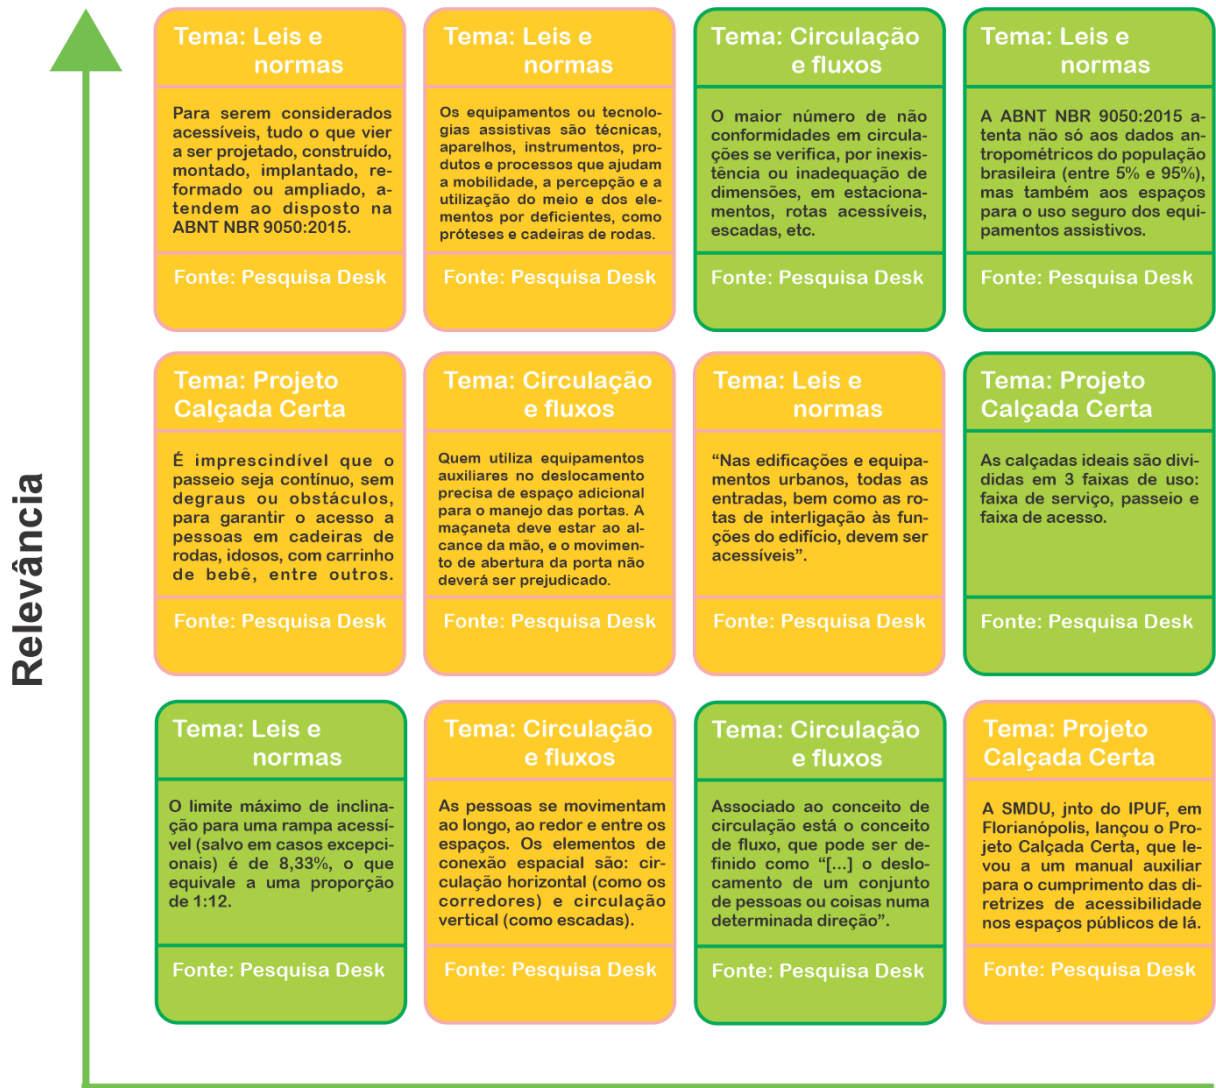 Relevância
Tema: Leis e
normas
Para serem considerados
acessíveis, tudo o que vier
a ser projetado, construído,
montado, implantado, re-
formado ou ampliado, a-
tendem ao disposto na
ABNT NBR 9050:2015.
Fonte: Pesquisa Desk
Tema: Leis e
normas
Os equipamentos ou tecnolo-
gias assistivas são técnicas,
aparelhos, instrumentos, pro-
dutos e processos que ajudam
a mobilidade, a percepção e a
utilização do meio e dos ele-
mentos por deficientes, como
próteses e cadeiras de rodas.
Fonte: Pesquisa Desk
Tema: Circulação
e fluxos
O maior número de não
conformidades em circula-
ções se verifica, por inexis-
tência ou inadequação de
dimensões, em estaciona-
mentos, rotas acessíveis,
escadas, etc.
Fonte: Pesquisa Desk
Tema: Leis e
normas
A ABNT NBR 9050:2015 a-
tenta não só aos dados an-
tropométricos do população
brasileira (entre 5% e 95%),
mas também aos espaços
para o uso seguro dos equi-
pamentos assistivos.
Fonte: Pesquisa Desk
Tema: Projeto
Calçada Certa
É imprescindível que o
passeio seja contínuo, sem
degraus ou obstáculos,
para garantir o acesso a
pessoas em cadeiras de
rodas, idosos, com carrinho
de bebê, entre outros.
Fonte: Pesquisa Desk
Tema: Circulação
e fluxos
Quem utiliza equipamentos
auxiliares no deslocamento
precisa de espaço adicional
para o manejo das portas. A
maçaneta deve estar ao al-
cance da mão, e o movimen-
to de abertura da porta não
deverá ser prejudicado.
Fonte: Pesquisa Desk
Tema: Leis e
normas
“Nas edificações e equipa-
mentos urbanos, todas as
entradas, bem como as ro-
tas de interligação às fun-
ções do edifício, devem ser
acessíveis”.
Fonte: Pesquisa Desk
Tema: Projeto
Calçada Certa
As calçadas ideais são divi-
didas em 3 faixas de uso:
faixa de serviço, passeio e
faixa de acesso.
Fonte: Pesquisa Desk
Tema: Leis e
normas
O limite máximo de inclina-
ção para uma rampa acessí-
vel (salvo em casos excepci-
onais) é de 8,33%, o que
equivale a uma proporção
de 1:12.
Fonte: Pesquisa Desk
Tema: Circulação
e fluxos
As pessoas se movimentam
ao longo, ao redor e entre os
espaços. Os elementos de
conexão espacial são: cir-
culação horizontal (como os
corredores) e circulação
vertical (como escadas).
Fonte: Pesquisa Desk
Tema: Circulação
e fluxos
Associado ao conceito de
circulação está o conceito
de fluxo, que pode ser de-
finido como “[...] o deslo-
camento de um conjunto
de pessoas ou coisas numa
determinada direção”.
Fonte: Pesquisa Desk
Tema: Projeto
Calçada Certa
A SMDU, jnto do IPUF, em
Florianópolis, lançou o Pro-
jeto Calçada Certa, que le-
vou a um manual auxiliar
para o cumprimento das di-
retrizes de acessibilidade
nos espaços públicos de lá.
Fonte: Pesquisa Desk